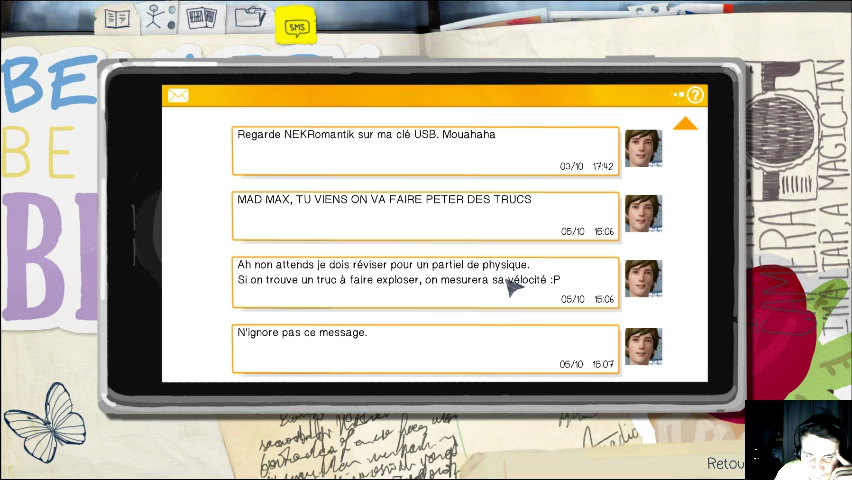 SMS
BE
BE
BI
?
Regarde NEKRomantik sur ma clé USB. Mouahaha
03/10 17:42
MAD MAX, TU VIENS ON VA FAIRE PETER DES TRUCS
05/10 15:06
Ah non attends je dois réviser pour un partiel de physique.
Si on trouve un truc à faire exploser, on mesurera sa vélocité :P
05/10 15:06
N'ignore pas ce message.
05/10 15:07
CAMERA
MAGICIAN
Retou